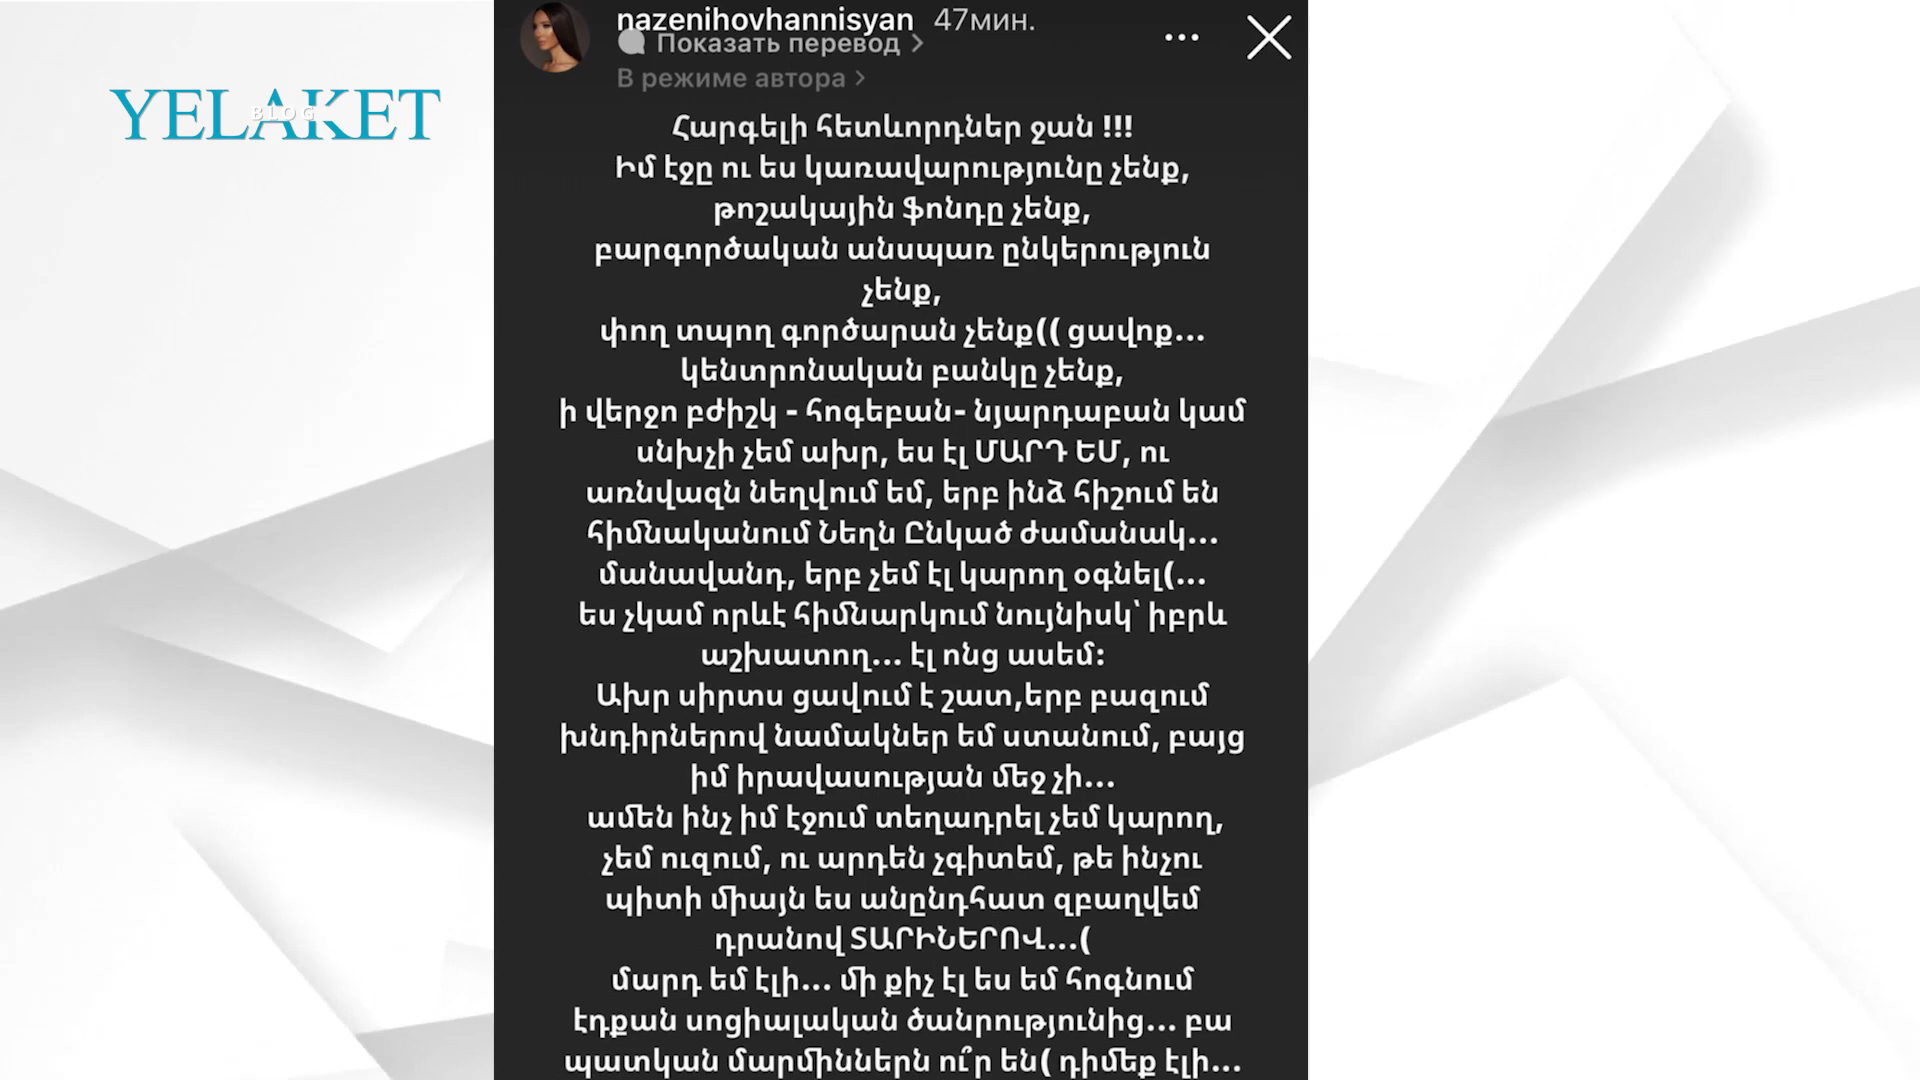 YELAKET
BLOG
nazenihovhannisyan 47мин.
Показать перевод >
В режиме автора >
Հարգելի հետևորդներ ջան !!!
Իմ էջը ու ես կառավարությունը չենք,
թոշակային ֆոնդը չենք,
բարգործական անսպառ ընկերություն
չենք,
փող տպող գործարան չենք(( ցավոք...
կենտրոնական բանկը չենք,
ի վերջո բժիշկ - հոգեբան- նյարդաբան կամ
սնխչի չեմ ախր, ես էլ ՄԱՐԴ ԵՄ, ու
առնվազն նեղվում եմ, երբ ինձ հիշում են
հիմնականում Նեղն Ընկած ժամանակ...
մանավանդ, երբ չեմ էլ կարող օգնել(...
ես չկամ որևէ հիմնարկում նույնիսկ՝ իբրև
աշխատող... էլ ոնց ասեմ:
Ախր սիրտս ցավում է շատ,երբ բազում
խնդիրներով նամակներ եմ ստանում, բայց
իմ իրավասության մեջ չի...
ամեն ինչ իմ էջում տեղադրել չեմ կարող,
չեմ ուզում, ու արդեն չգիտեմ, թե ինչու
պիտի միայն ես անընդհատ զբաղվեմ
դրանով ՏԱՐԻՆԵՐՈՎ...(
մարդ եմ էլի... մի քիչ էլ ես եմ հոգնում
էդքան սոցիալական ծանրությունից... բա
պատկան մարմիններն ու՞ր են( դիմեք էլի...